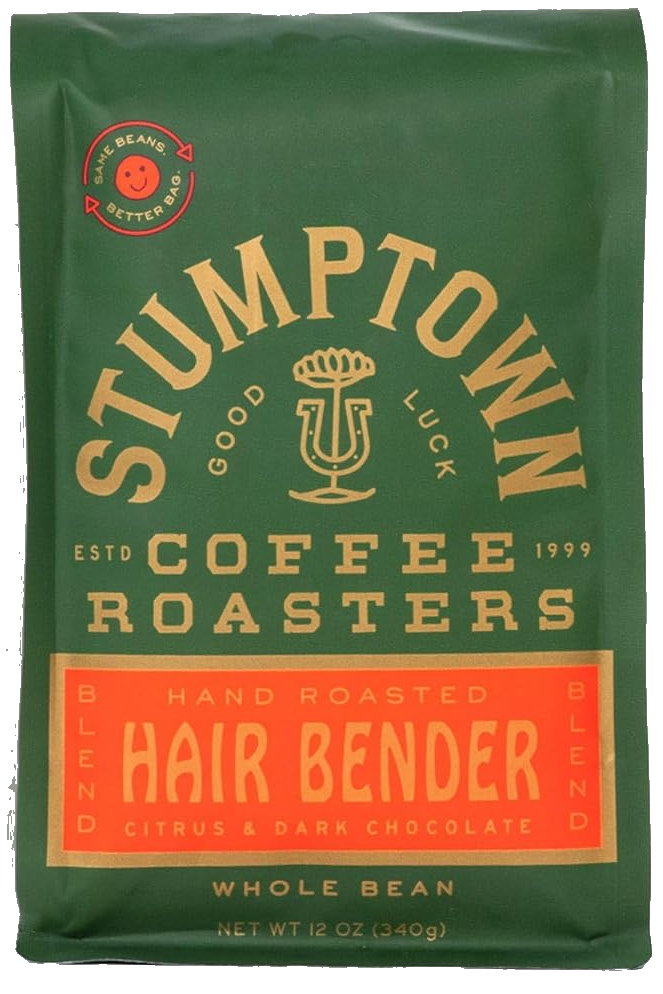 SAME BEANS.
BETTER BAG.
STUMPTOWN
GOOD LUCK
ESTD COFFEE 1999
ROASTERS
HAND ROASTED
BLEND HAIR BENDER BLEND
CITRUS & DARK CHOCOLATE
WHOLE BEAN
NET WT 12 OZ (340g)